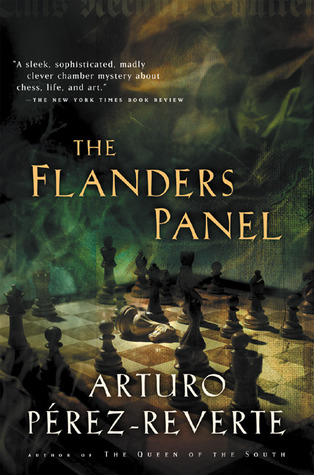 "A sleek, sophisticated, madly
clever chamber mystery about
chess, life, and art."
—THE NEW YORK TIMES BOOK REVIEW
THE
FLANDERS
PANEL
ARTURO
PÉREZ-REVERTE
AUTHOR OF THE QUEEN OF THE SOUTH